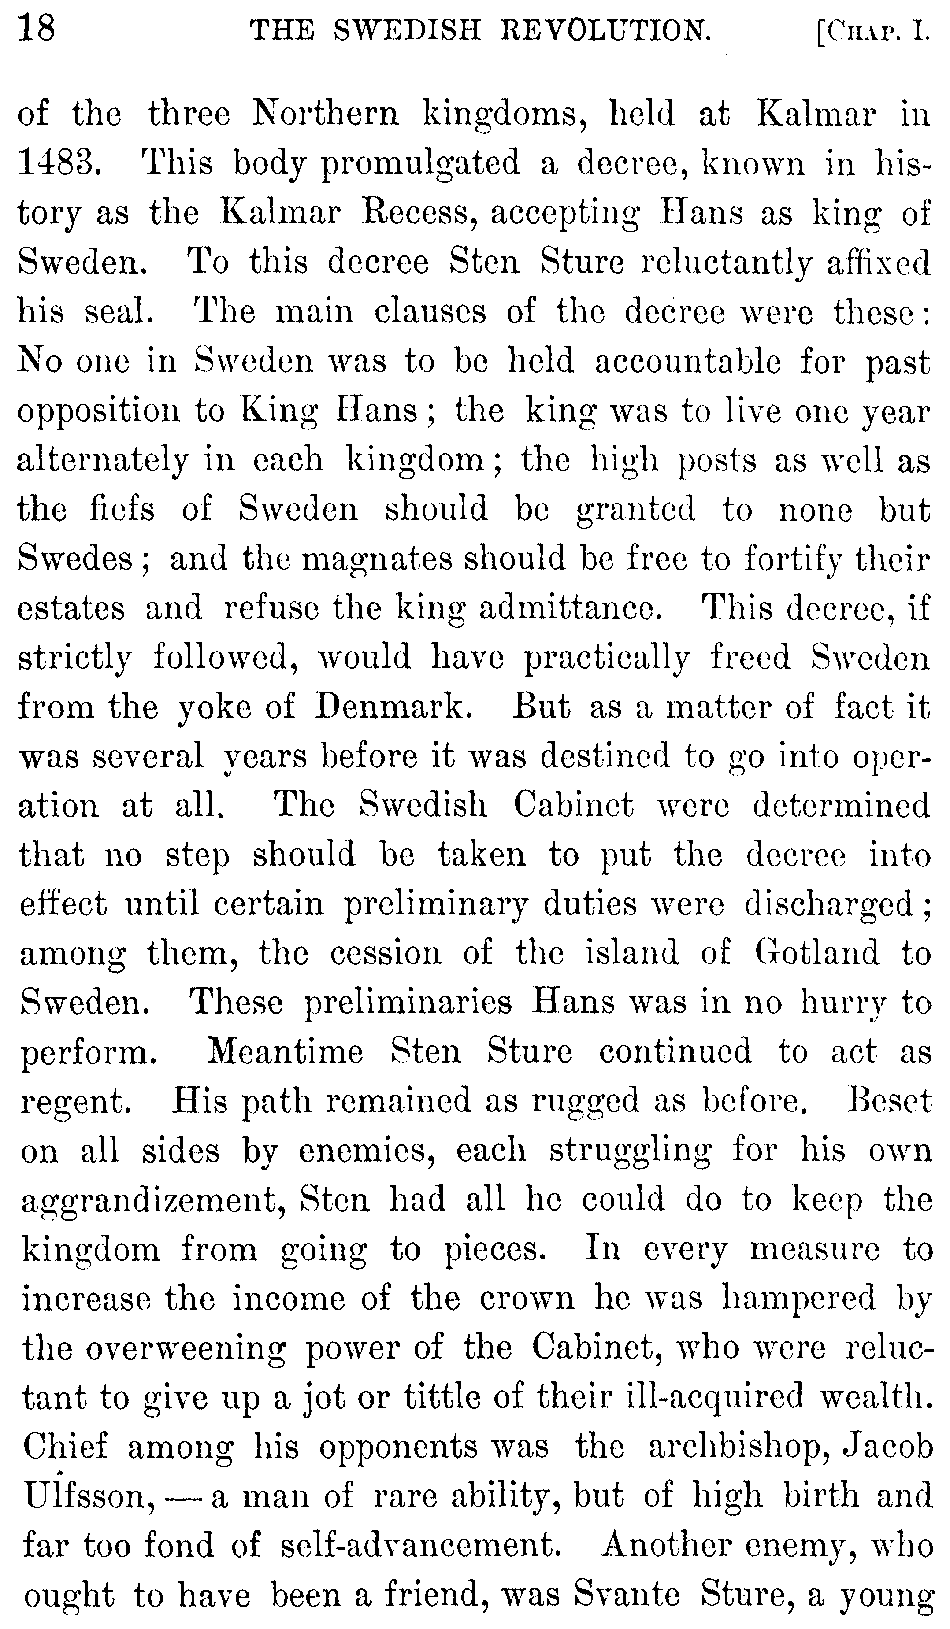 18 THE SWEDISH REVOLUTION. [CHAP. I.
of the three Northern kingdoms, held at Kalmar in
1483. This body promulgated a decree, known in his-
tory as the Kalmar Recess, accepting Hans as king of
Sweden. To this decree Sten Sture reluctantly affixed
his seal. The main clauses of the decree were these:
No one in Sweden was to be held accountable for past
opposition to King Hans; the king was to live one year
alternately in each kingdom; the high posts as well as
the fiefs of Sweden should be granted to none but
Swedes; and the magnates should be free to fortify their
estates and refuse the king admittance. This decree, if
strictly followed, would have practically freed Sweden
from the yoke of Denmark. But as a matter of fact it
was several years before it was destined to go into oper-
ation at all. The Swedish Cabinet were determined
that no step should be taken to put the decree into
effect until certain preliminary duties were discharged;
among them, the cession of the island of Gotland to
Sweden. These preliminaries Hans was in no hurry to
perform. Meantime Sten Sture continued to act as
regent. His path remained as rugged as before. Beset
on all sides by enemies, each struggling for his own
aggrandizement, Sten had all he could do to keep the
kingdom from going to pieces. In every measure to
increase the income of the crown he was hampered by
the overweening power of the Cabinet, who were reluc-
tant to give up a jot or tittle of their ill-acquired wealth.
Chief among his opponents was the archbishop, Jacob
Ulfsson, — a man of rare ability, but of high birth and
far too fond of self-advancement. Another enemy, who
ought to have been a friend, was Svante Sture, a young